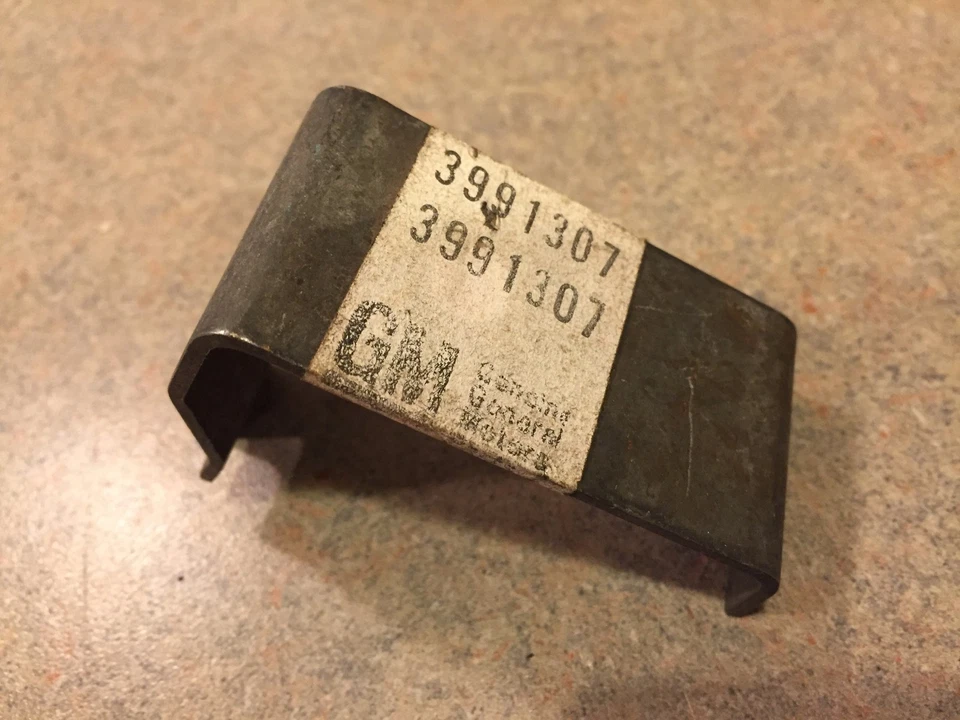 3991307
3991307
GM
Genuine
General
Motors